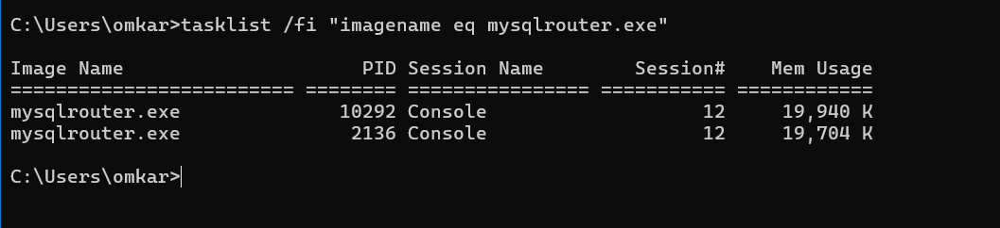 C:\Users\omkar>tasklist /fi "imagename eq mysqlrouter.exe"
Image Name                     PID Session Name        Session#    Mem Usage
========================= ======== ================ =========== ============
mysqlrouter.exe              10292 Console                   12     19,940 K
mysqlrouter.exe               2136 Console                   12     19,704 K
C:\Users\omkar>